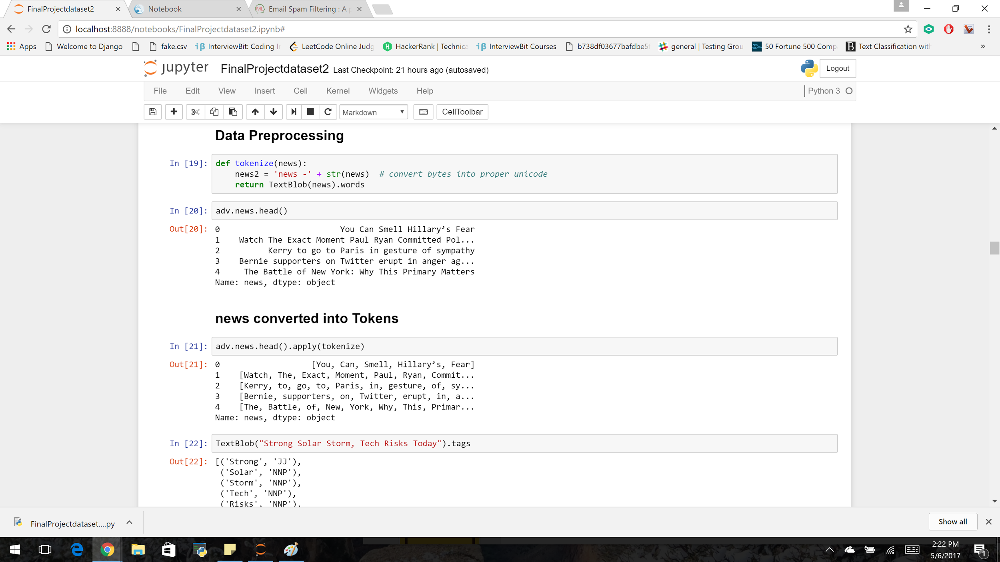 FinalProjectdataset2
Notebook
Email Spam Filtering : A p
localhost:8888/notebooks/FinalProjectdataset2.ipynb#
Apps
Welcome to Django
fake.csv
InterviewBit: Coding I
LeetCode Online Judg
HackerRank | Technica
InterviewBit Courses
b738df03677bafdbe5f
general | Testing Grou
50 Fortune 500 Comp
Text Classification with
jupyter FinalProjectdataset2 Last Checkpoint: 21 hours ago (autosaved)
Logout
File Edit View Insert Cell Kernel Widgets Help
Python 3
Markdown
CellToolbar
Data Preprocessing
In [19]: def tokenize(news):
    news2 = 'news -' + str(news)  # convert bytes into proper unicode
    return TextBlob(news).words
In [20]: adv.news.head()
Out[20]: 0 You Can Smell Hillary’s Fear
1 Watch The Exact Moment Paul Ryan Committed Pol...
2 Kerry to go to Paris in gesture of sympathy
3 Bernie supporters on Twitter erupt in anger ag...
4 The Battle of New York: Why This Primary Matters
Name: news, dtype: object
news converted into Tokens
In [21]: adv.news.head().apply(tokenize)
Out[21]: 0 [You, Can, Smell, Hillary’s, Fear]
1 [Watch, The, Exact, Moment, Paul, Ryan, Commit...
2 [Kerry, to, go, to, Paris, in, gesture, of, sy...
3 [Bernie, supporters, on, Twitter, erupt, in, a...
4 [The, Battle, of, New, York, Why, This, Primar...
Name: news, dtype: object
In [22]: TextBlob("Strong Solar Storm, Tech Risks Today").tags
Out[22]: [('Strong', 'JJ'),
('Solar', 'NNP'),
('Storm', 'NNP'),
('Tech', 'NNP'),
('Risks', 'NNP'),
FinalProjectdataset....py
Show all
2:22 PM
5/6/2017
1